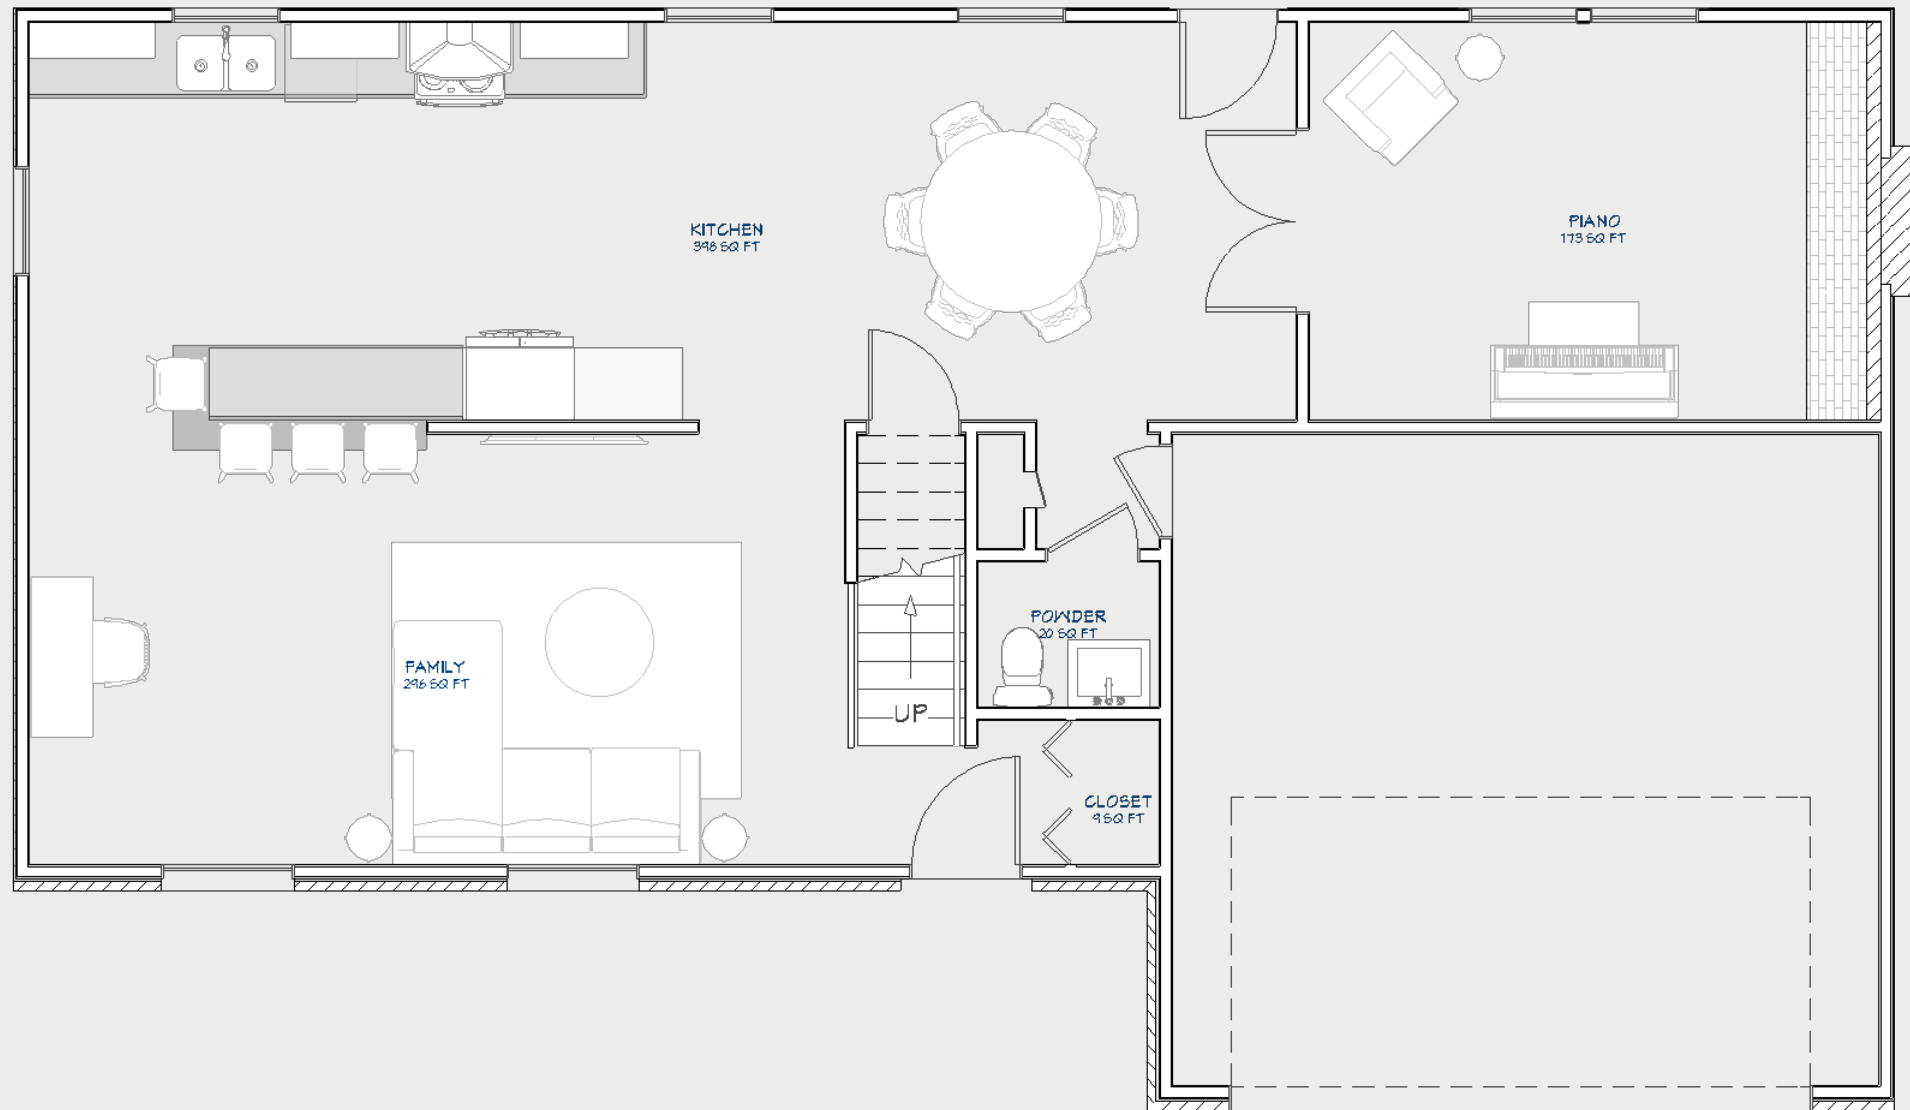 KITCHEN
398 SQ FT
PIANO
173 SQ FT
POWDER
20 SQ FT
FAMILY
296 SQ FT
UP
CLOSET
9 SQ FT